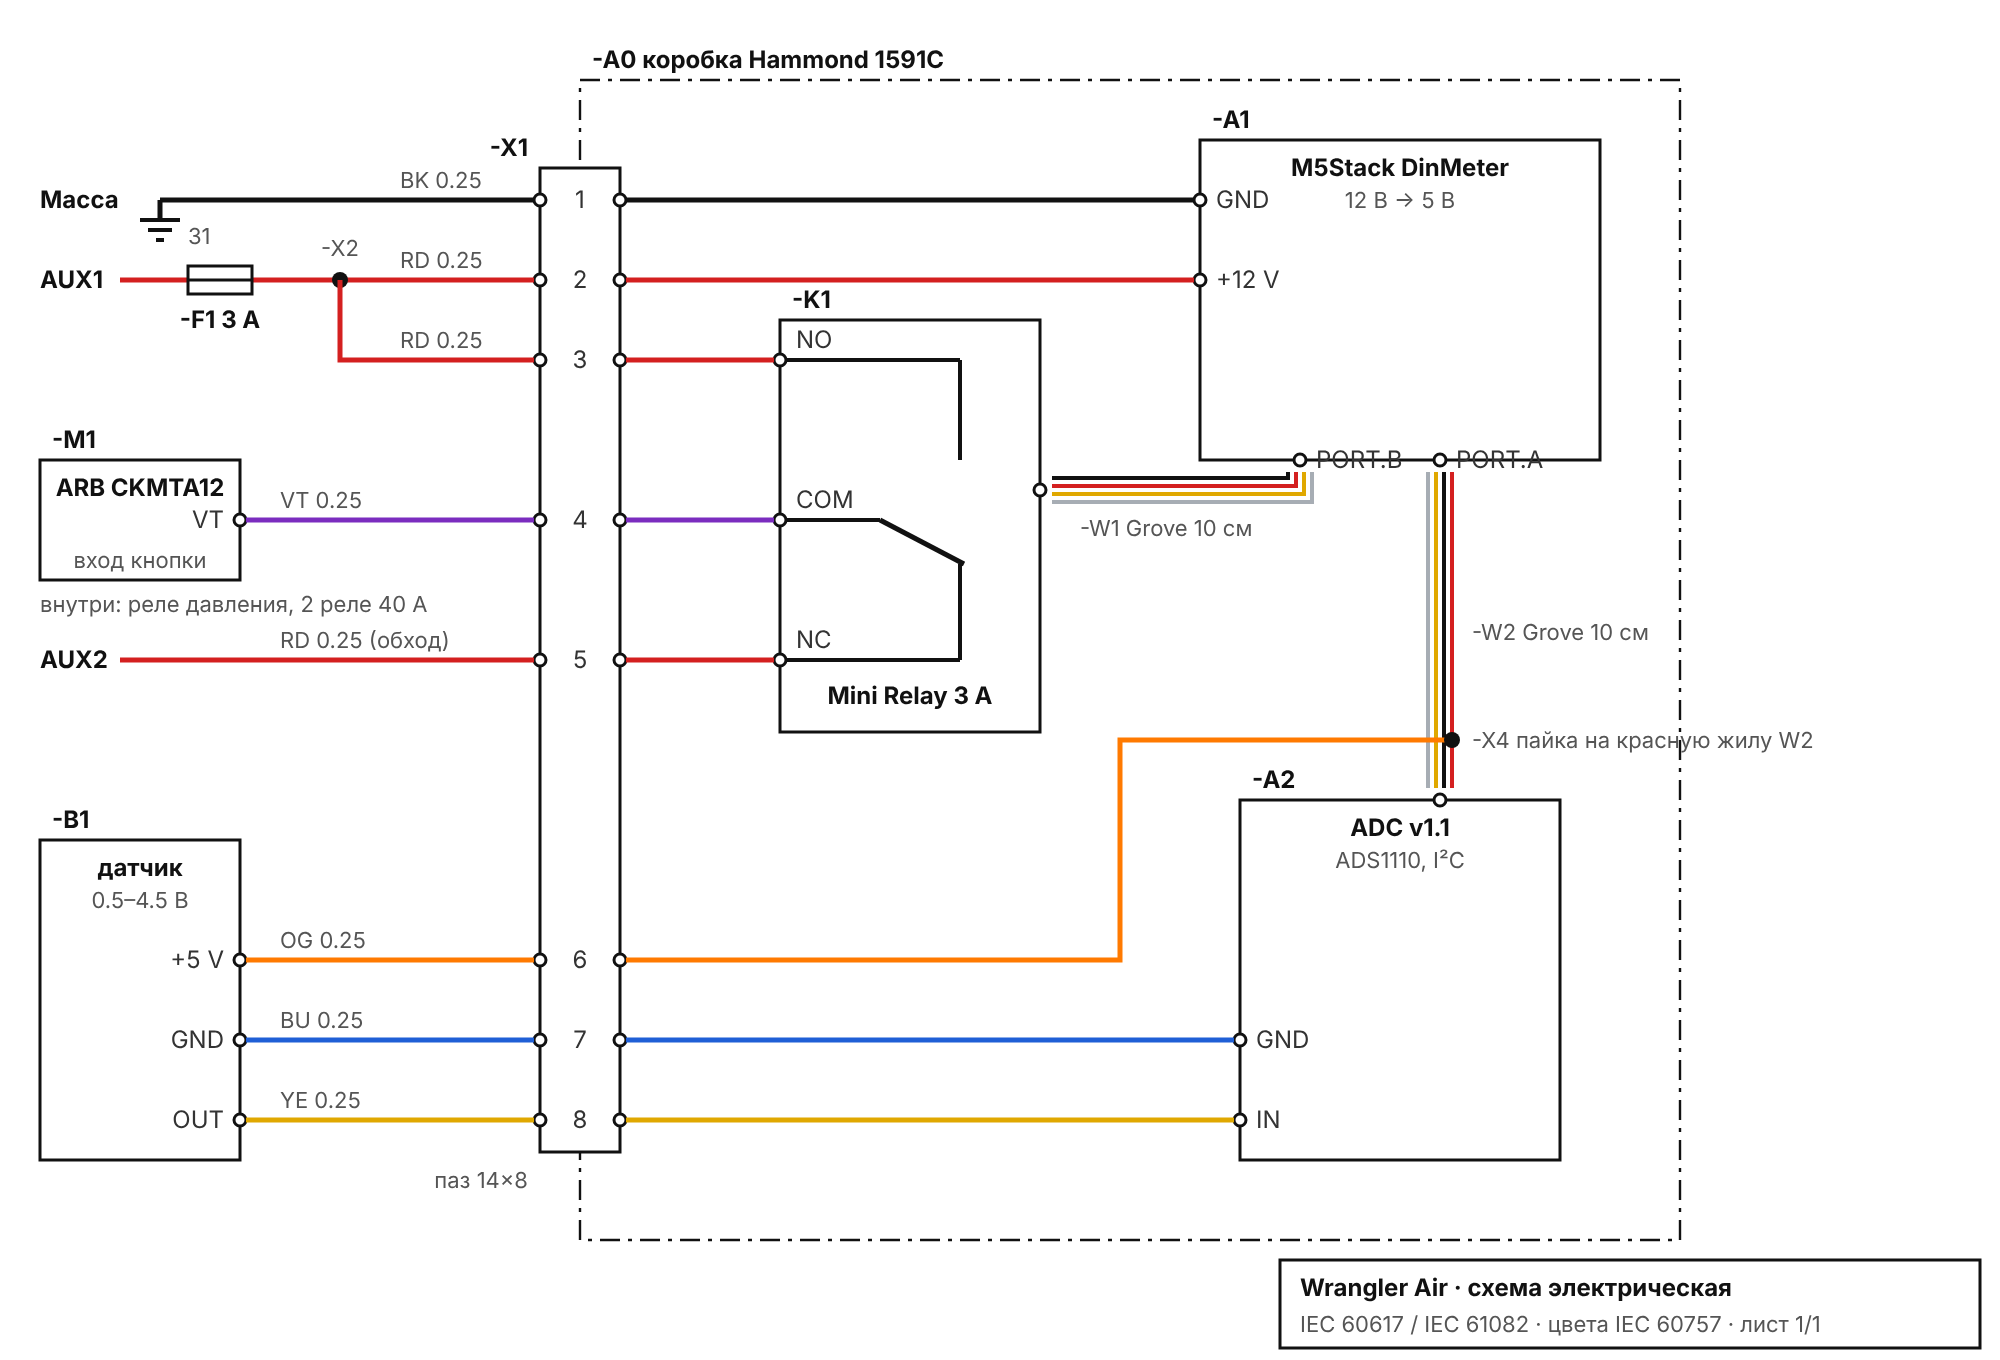 -A0 коробка Hammond 1591C
-A1
M5Stack DinMeter
12 В → 5 В
GND
+12 V
PORT.B
PORT.A
-X1
1
2
3
4
5
6
7
8
паз 14×8
Масса
31
BK 0.25
AUX1
-F1 3 A
-X2
RD 0.25
RD 0.25
-K1
NO
COM
NC
Mini Relay 3 A
-M1
ARB CKMTA12
VT
вход кнопки
VT 0.25
внутри: реле давления, 2 реле 40 А
RD 0.25 (обход)
AUX2
-W1 Grove 10 см
-W2 Grove 10 см
-X4 пайка на красную жилу W2
-A2
ADC v1.1
ADS1110, I²C
GND
IN
-B1
датчик
0.5–4.5 В
+5 V
GND
OUT
OG 0.25
BU 0.25
YE 0.25
Wrangler Air · схема электрическая
IEC 60617 / IEC 61082 · цвета IEC 60757 · лист 1/1